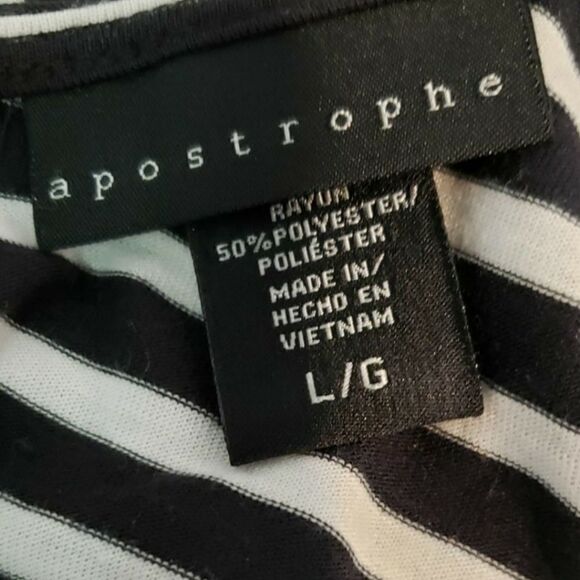 apostrophe
RAYON
50% POLYESTER/
POLIÉSTER
MADE IN/
HECHO EN
VIETNAM
L/G